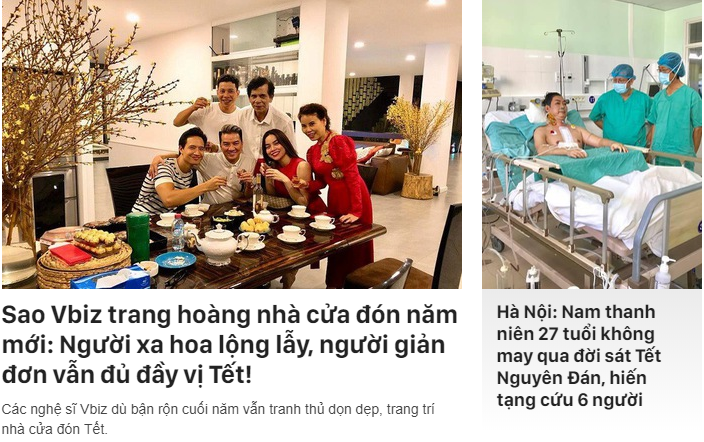 Sao Vbiz trang hoàng nhà cửa đón năm
mới: Người xa hoa lộng lẫy, người giản
đơn vẫn đủ đầy vị Tết!
Các nghệ sĩ Vbiz dù bận rộn cuối năm vẫn tranh thủ dọn dẹp, trang trí
nhà cửa đón Tết.
Hà Nội: Nam thanh
niên 27 tuổi không
may qua đời sát Tết
Nguyên Đán, hiến
tạng cứu 6 người